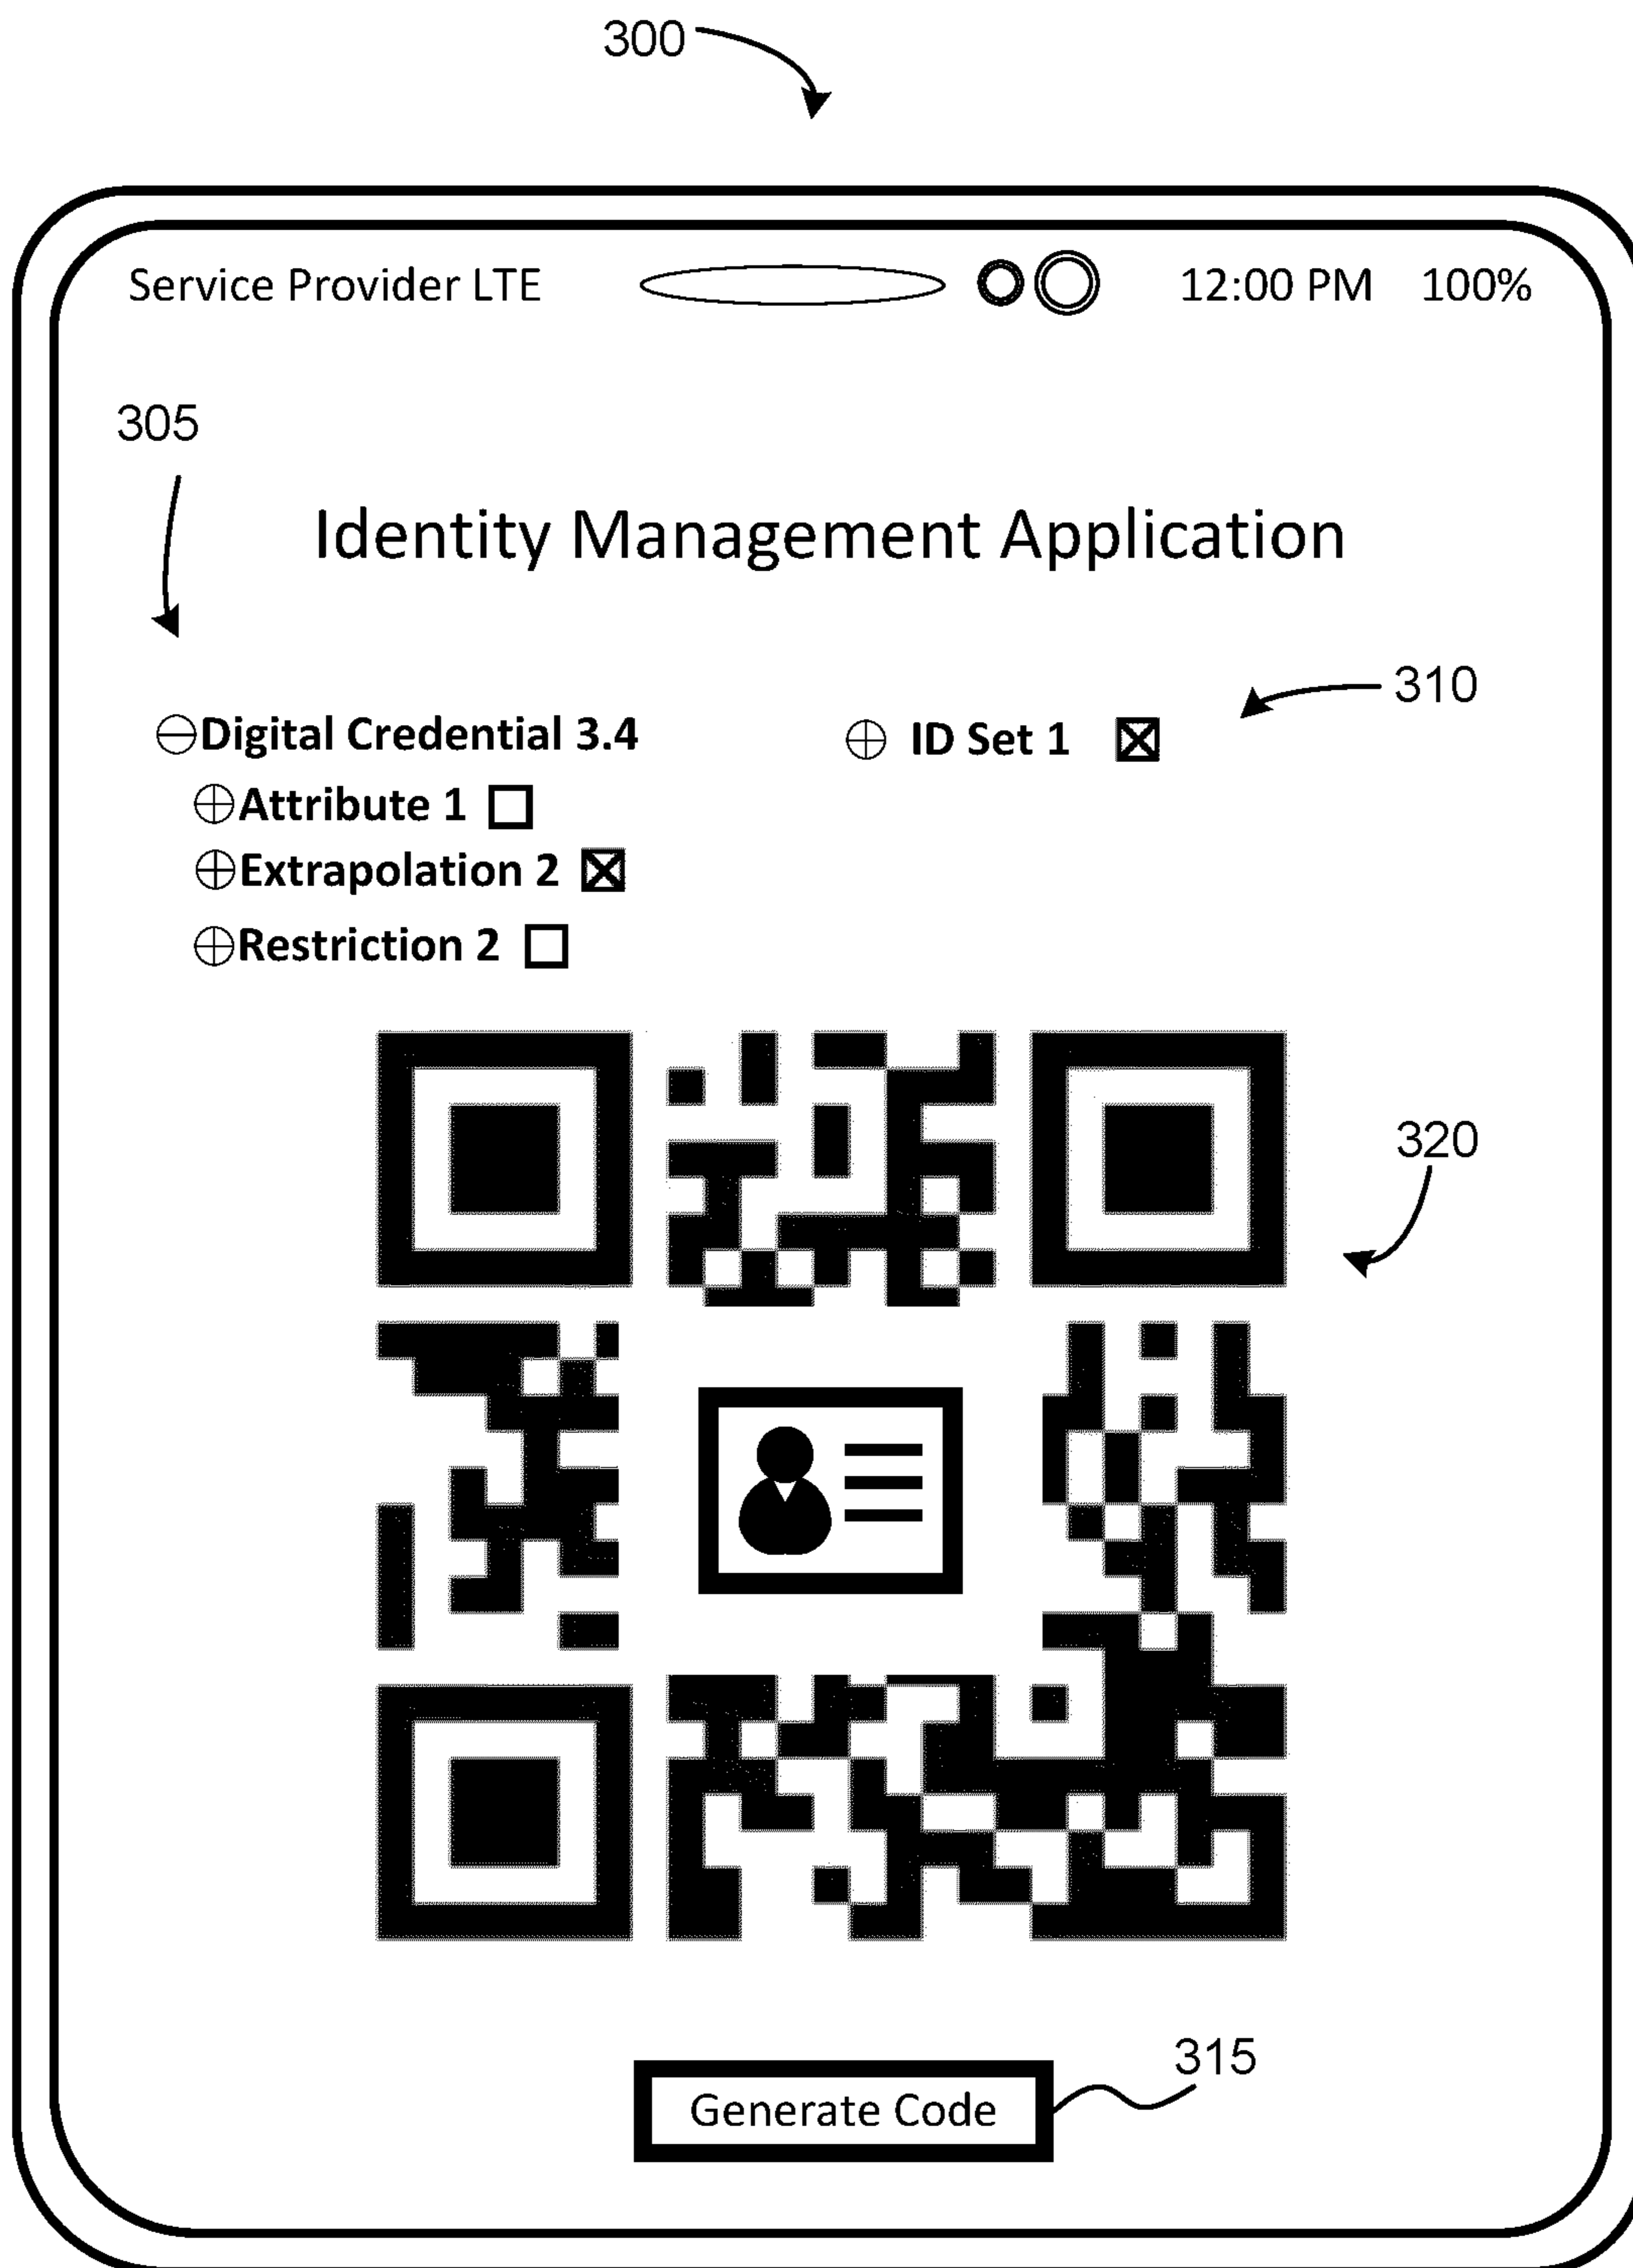 300
Service Provider LTE 12:00 PM 100%
305
Identity Management Application
310
Digital Credential 3.4 ID Set 1
Attribute 1
Extrapolation 2
Restriction 2
320
315
Generate Code